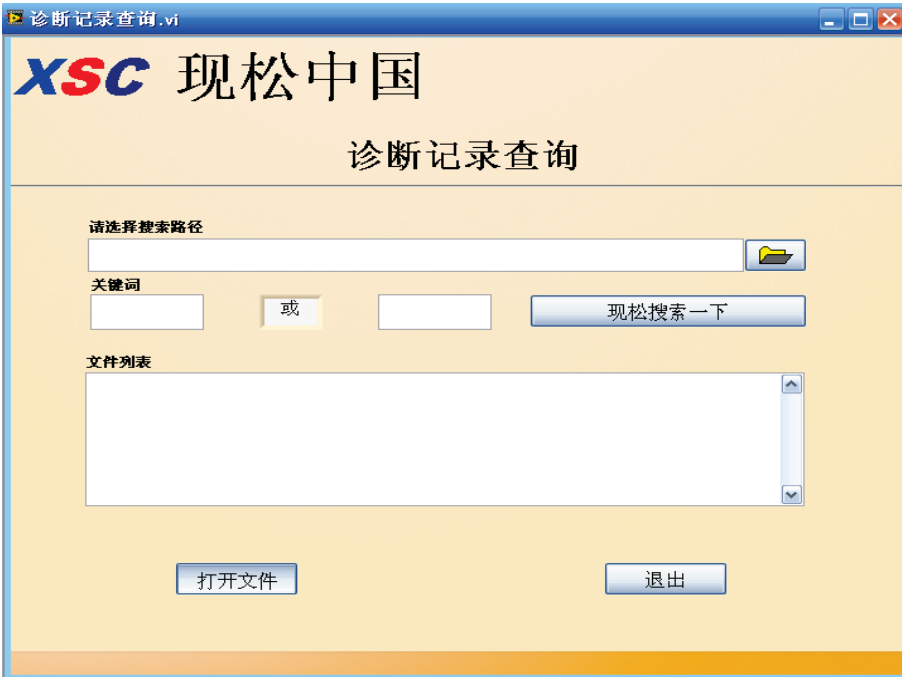 诊断记录查询.vi
XSC 现松中国
诊断记录查询
请选择搜索路径
关键词
或
现松搜索一下
文件列表
打开文件
退出